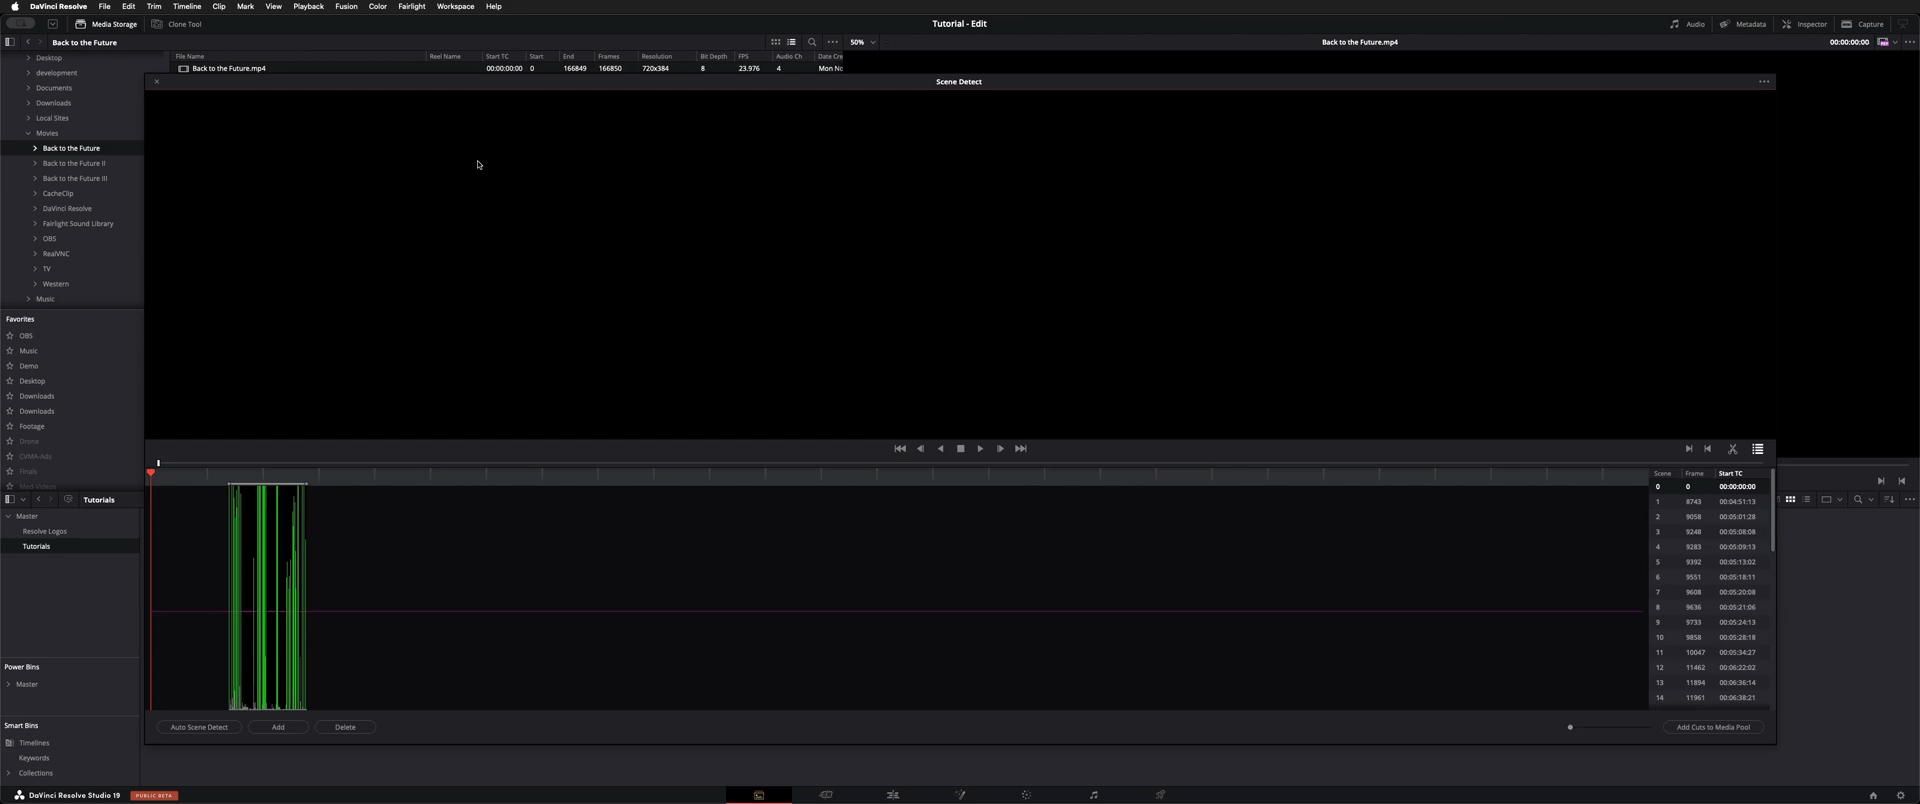 DaVinci Resolve File Edit Trim Timeline Clip Mark View Playback Fusion Color Fairlight Workspace Help
Media Storage Clone Tool Tutorial - Edit Audio Metadata Inspector Capture
Back to the Future 50% Back to the Future.mp4 00:00:00:00
File Name Reel Name Start TC Start End Frames Resolution Bit Depth FPS Audio Ch Date Cre
Back to the Future.mp4 00:00:00:00 0 166849 166850 720x384 8 23.976 4 Mon No
Scene Detect
Desktop
development
Documents
Downloads
Local Sites
Movies
Back to the Future
Back to the Future II
Back to the Future III
CacheClip
DaVinci Resolve
Fairlight Sound Library
OBS
RealVNC
TV
Western
Music
Favorites
OBS
Music
Demo
Desktop
Downloads
Downloads
Footage
Drone
CVMA-Ads
Finals
Med-Videos
Tutorials
Master
Resolve Logos
Tutorials
Power Bins
Master
Smart Bins
Timelines
Keywords
Collections
Scene Frame Start TC
0 0 00:00:00:00
1 8743 00:04:51:13
2 9058 00:05:01:28
3 9248 00:05:08:08
4 9283 00:05:09:13
5 9392 00:05:13:02
6 9551 00:05:18:11
7 9608 00:05:20:08
8 9636 00:05:21:06
9 9733 00:05:24:13
10 9858 00:05:28:18
11 10047 00:05:34:27
12 11462 00:06:22:02
13 11894 00:06:36:14
14 11961 00:06:38:21
Auto Scene Detect Add Delete Add Cuts to Media Pool
DaVinci Resolve Studio 19 PUBLIC BETA